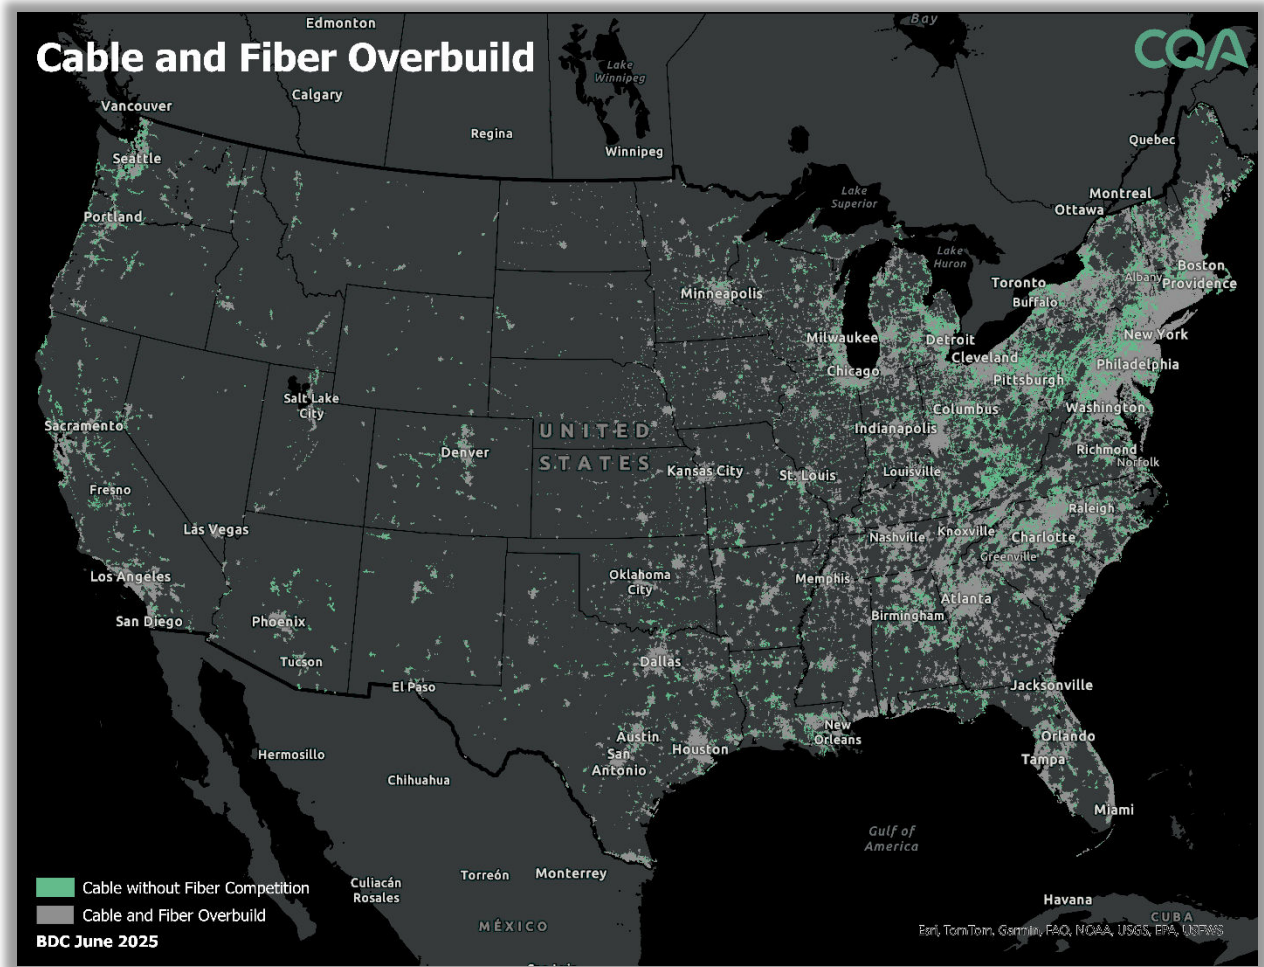 Cable and Fiber Overbuild
CQA
Edmonton
Bay
Lake
Winnipeg
Calgary
Vancouver
Regina
Winnipeg
Quebec
Seattle
Lake
Superior
Montreal
Ottawa
Portland
Lake
Huron
Boston
Toronto
Albany
Providence
Minneapolis
Buffalo
Milwaukee
Detroit
New York
Cleveland
Chicago
Philadelphia
Pittsburgh
Salt Lake
City
Columbus
Washington
Sacramento
UNITED
STATES
Indianapolis
Denver
Richmond
Norfolk
Kansas City
St. Louis
Louisville
Fresno
Raleigh
Las Vegas
Nashville
Knoxville
Charlotte
Greenville
Los Angeles
Oklahoma
City
Memphis
Atlanta
San Diego
Phoenix
Birmingham
Tucson
Dallas
El Paso
Jacksonville
New
Orleans
Austin
Orlando
San
Antonio
Houston
Tampa
Hermosillo
Chihuahua
Miami
Gulf of
America
Culiacán
Rosales
Torreón
Monterrey
Havana
CUBA
MÉXICO
Cable without Fiber Competition
Cable and Fiber Overbuild
BDC June 2025
Esri, TomTom, Garmin, FAO, NOAA, USGS, EPA, USFWS